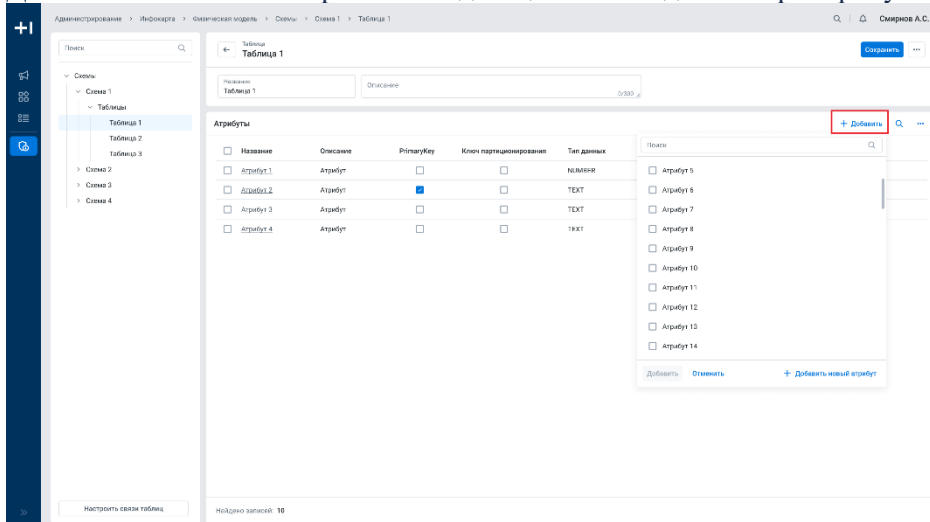 Администрирование > Инфокарта > Физическая модель > Схемы > Схема 1 > Таблица 1
Смирнов А.С.
Поиск
Схемы
Схема 1
Таблицы
Таблица 1
Таблица 2
Таблица 3
Схема 2
Схема 3
Схема 4
Настроить связи таблиц
Таблица
Таблица 1
Сохранить
Название
Таблица 1
Описание
0/300
Атрибуты
+ Добавить
Название Описание PrimaryKey Ключ партиционирования Тип данных
Атрибут 1 Атрибут NUMBER
Атрибут 2 Атрибут TEXT
Атрибут 3 Атрибут TEXT
Атрибут 4 Атрибут TEXT
Поиск
Атрибут 5
Атрибут 6
Атрибут 7
Атрибут 8
Атрибут 9
Атрибут 10
Атрибут 11
Атрибут 12
Атрибут 13
Атрибут 14
Добавить Отменить + Добавить новый атрибут
Найдено записей: 10